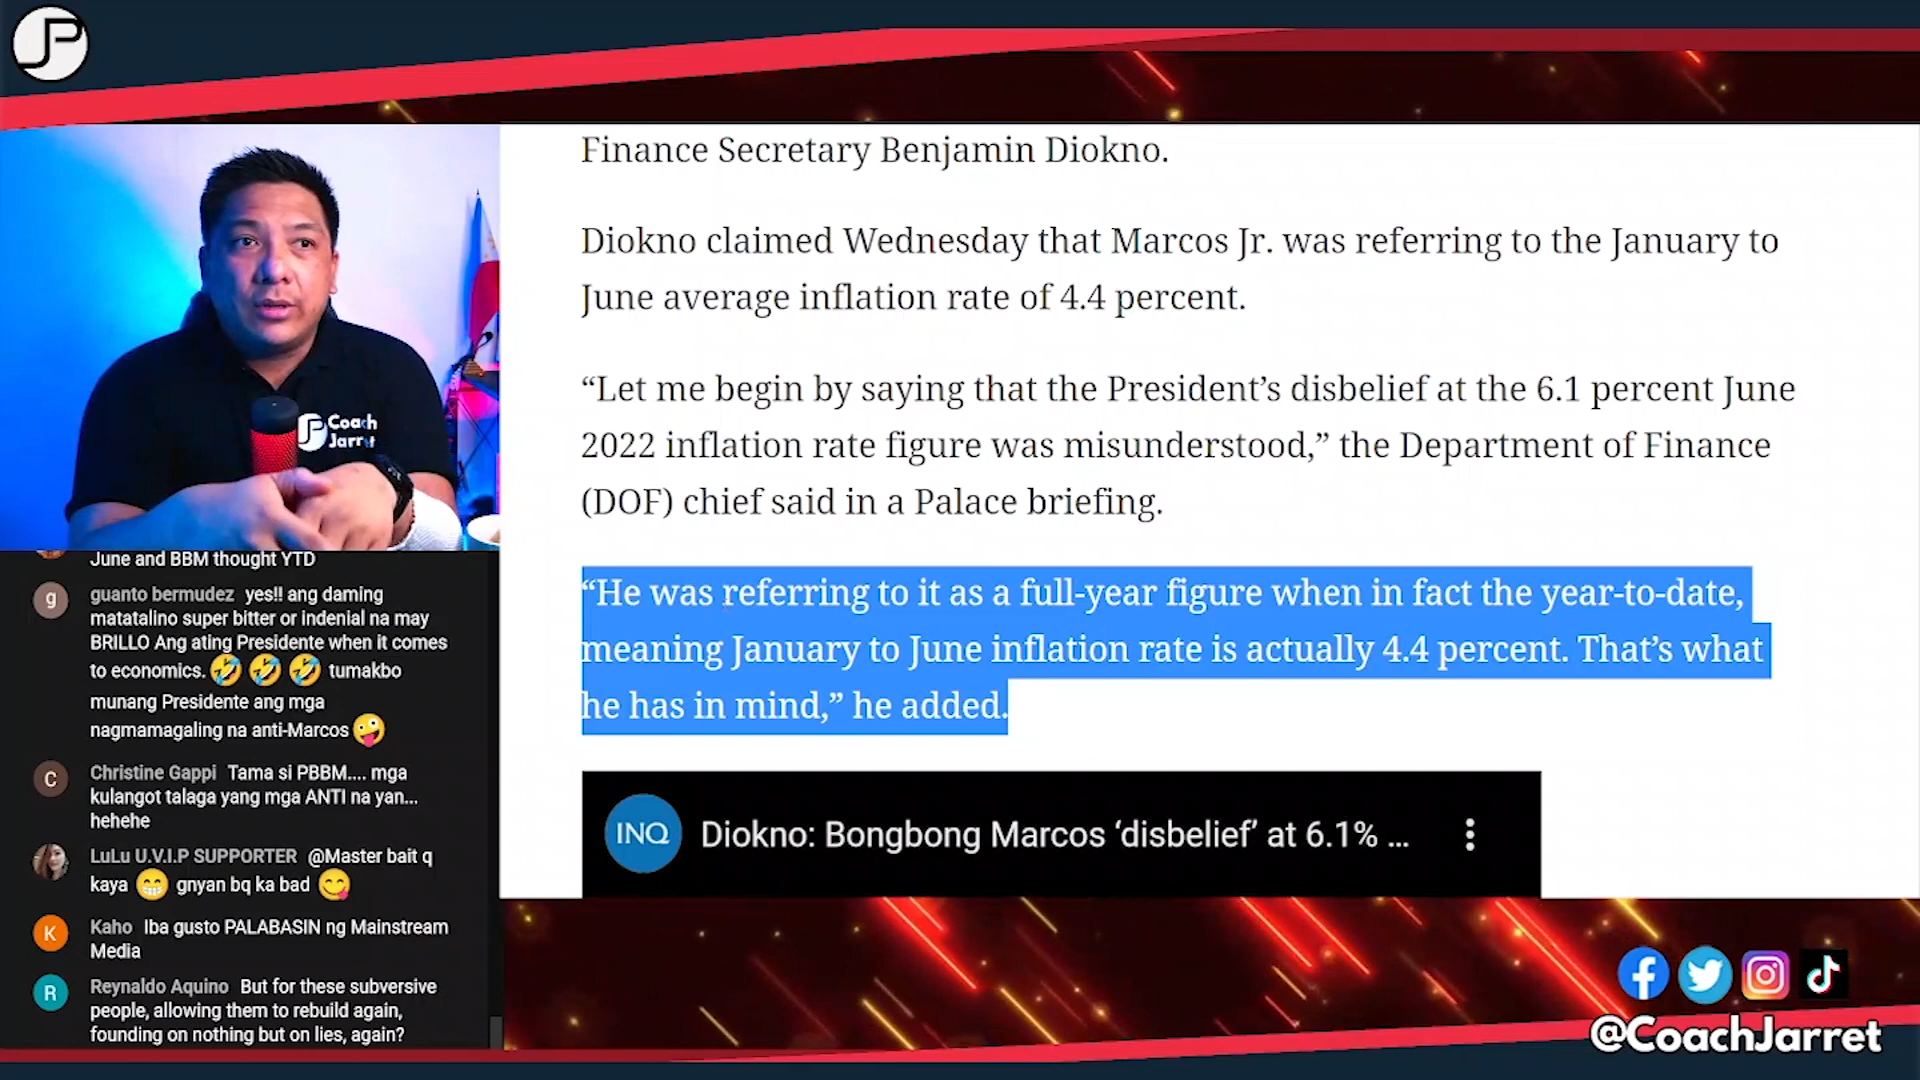 JP
Finance Secretary Benjamin Diokno.
Diokno claimed Wednesday that Marcos Jr. was referring to the January to
June average inflation rate of 4.4 percent.
“Let me begin by saying that the President’s disbelief at the 6.1 percent June
2022 inflation rate figure was misunderstood,” the Department of Finance
(DOF) chief said in a Palace briefing.
“He was referring to it as a full-year figure when in fact the year-to-date,
meaning January to June inflation rate is actually 4.4 percent. That’s what
he has in mind,” he added.
INQ Diokno: Bongbong Marcos ‘disbelief’ at 6.1% ...
JP Coach
Jarret
June and BBM thought YTD
g guanto bermudez yes!! ang daming
matatalino super bitter or indenial na may
BRILLO Ang ating Presidente when it comes
to economics. 🤣 🤣 🤣 tumakbo
munang Presidente ang mga
nagmamagaling na anti-Marcos 🤪
C Christine Gappi Tama si PBBM.... mga
kulangot talaga yang mga ANTI na yan...
hehehe
LuLu U.V.I.P SUPPORTER @Master bait q
kaya 😁 gnyan bq ka bad 😋
K Kaho Iba gusto PALABASIN ng Mainstream
Media
R Reynaldo Aquino But for these subversive
people, allowing them to rebuild again,
founding on nothing but on lies, again?
@CoachJarret